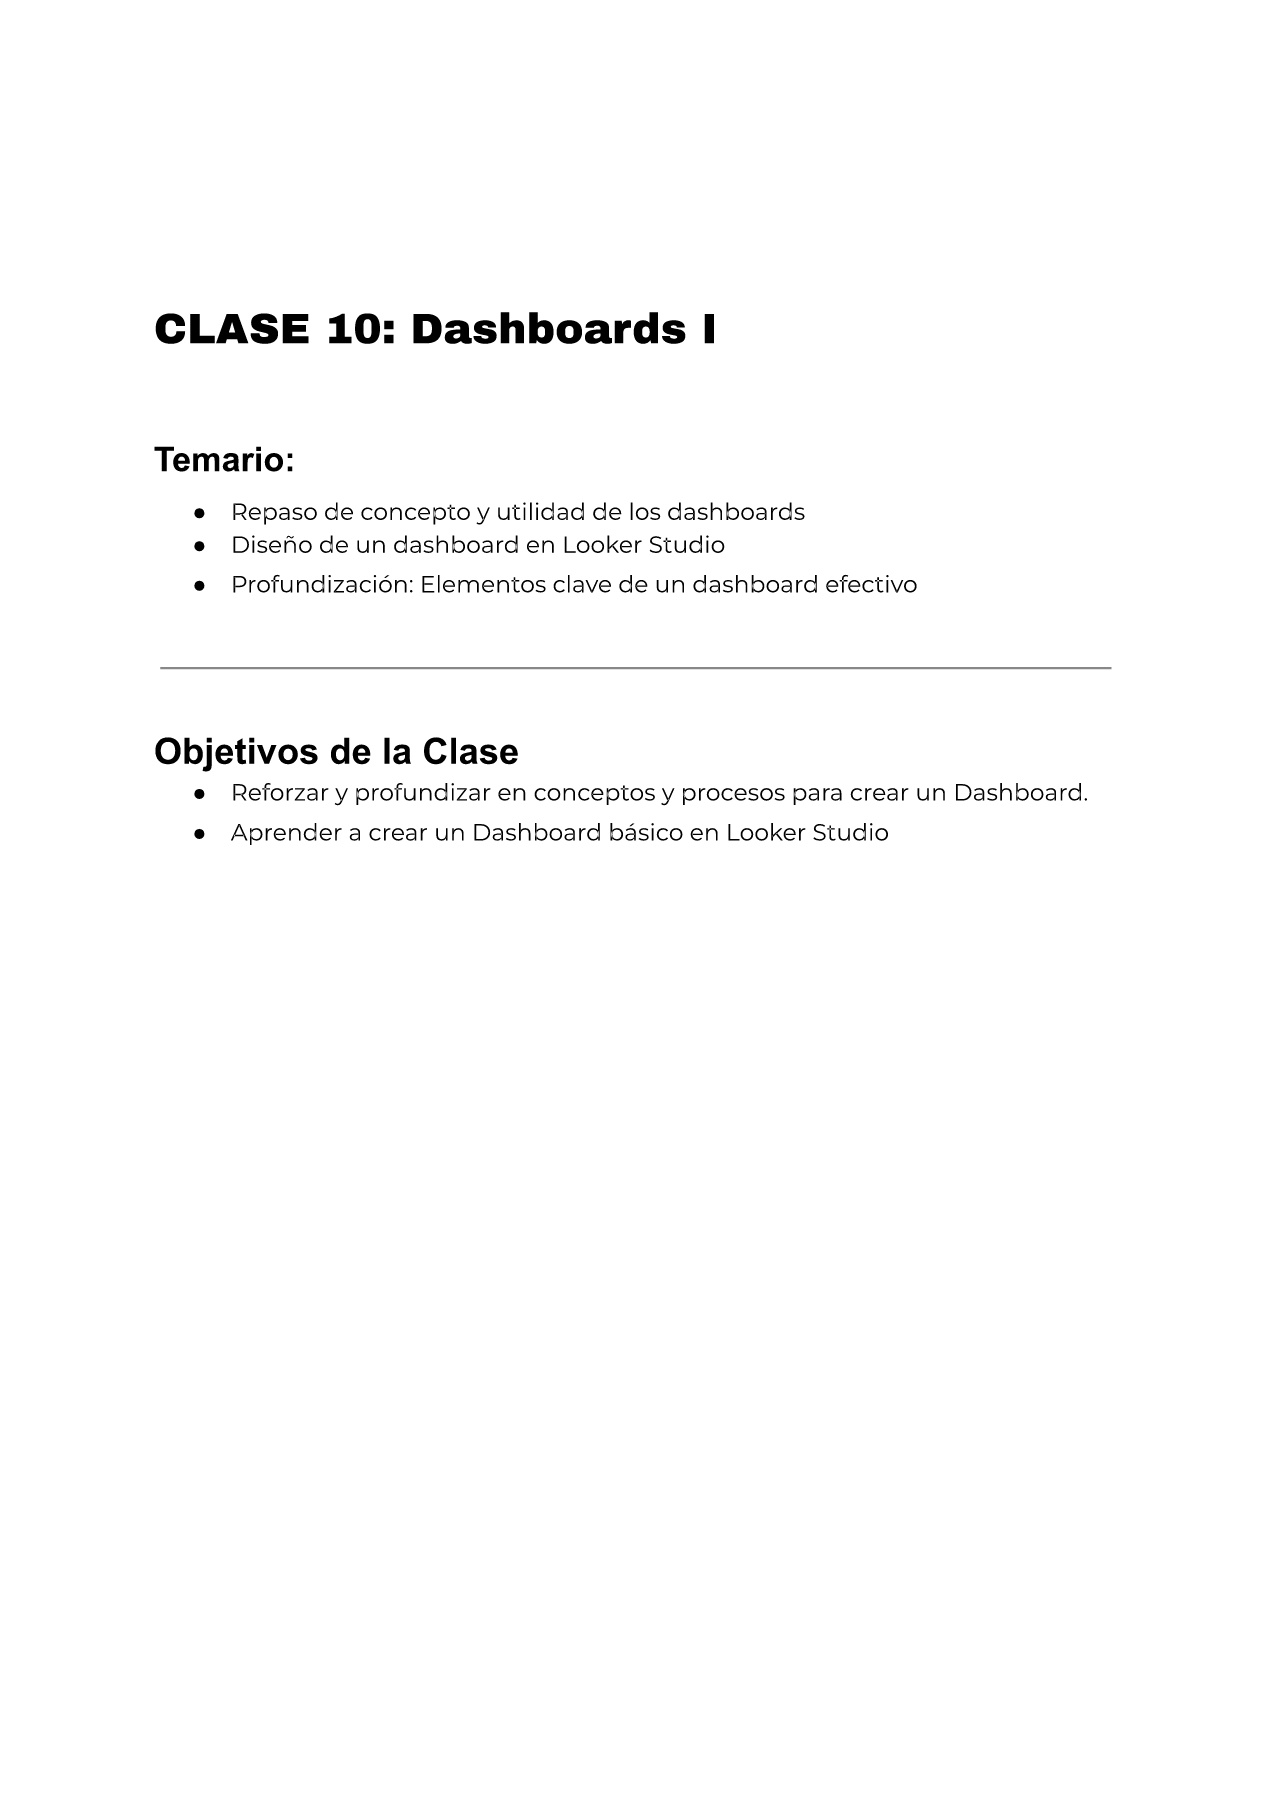 CLASE 10: Dashboards I
Temario:
● Repaso de concepto y utilidad de los dashboards
● Diseño de un dashboard en Looker Studio
● Profundización: Elementos clave de un dashboard efectivo
Objetivos de la Clase
● Reforzar y profundizar en conceptos y procesos para crear un Dashboard.
● Aprender a crear un Dashboard básico en Looker Studio